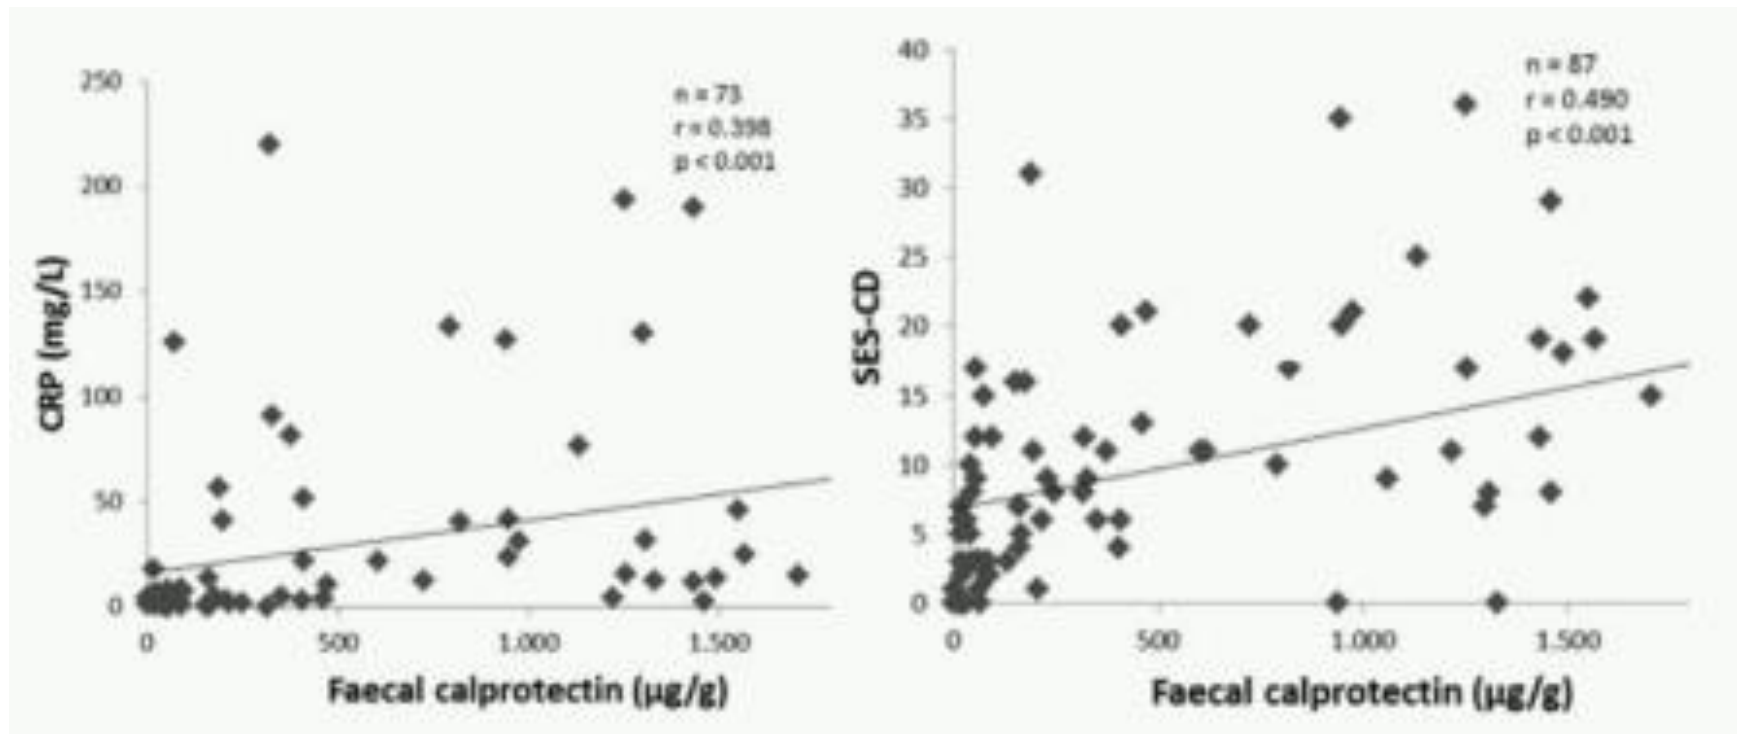 250
200
150
100
50
0
CRP (mg/L)
n = 73
r = 0.398
p < 0.001
0 500 1.000 1.500
Faecal calprotectin (µg/g)
40
35
30
25
20
15
10
5
0
SES-CD
n = 87
r = 0.490
p < 0.001
0 500 1.000 1.500
Faecal calprotectin (µg/g)